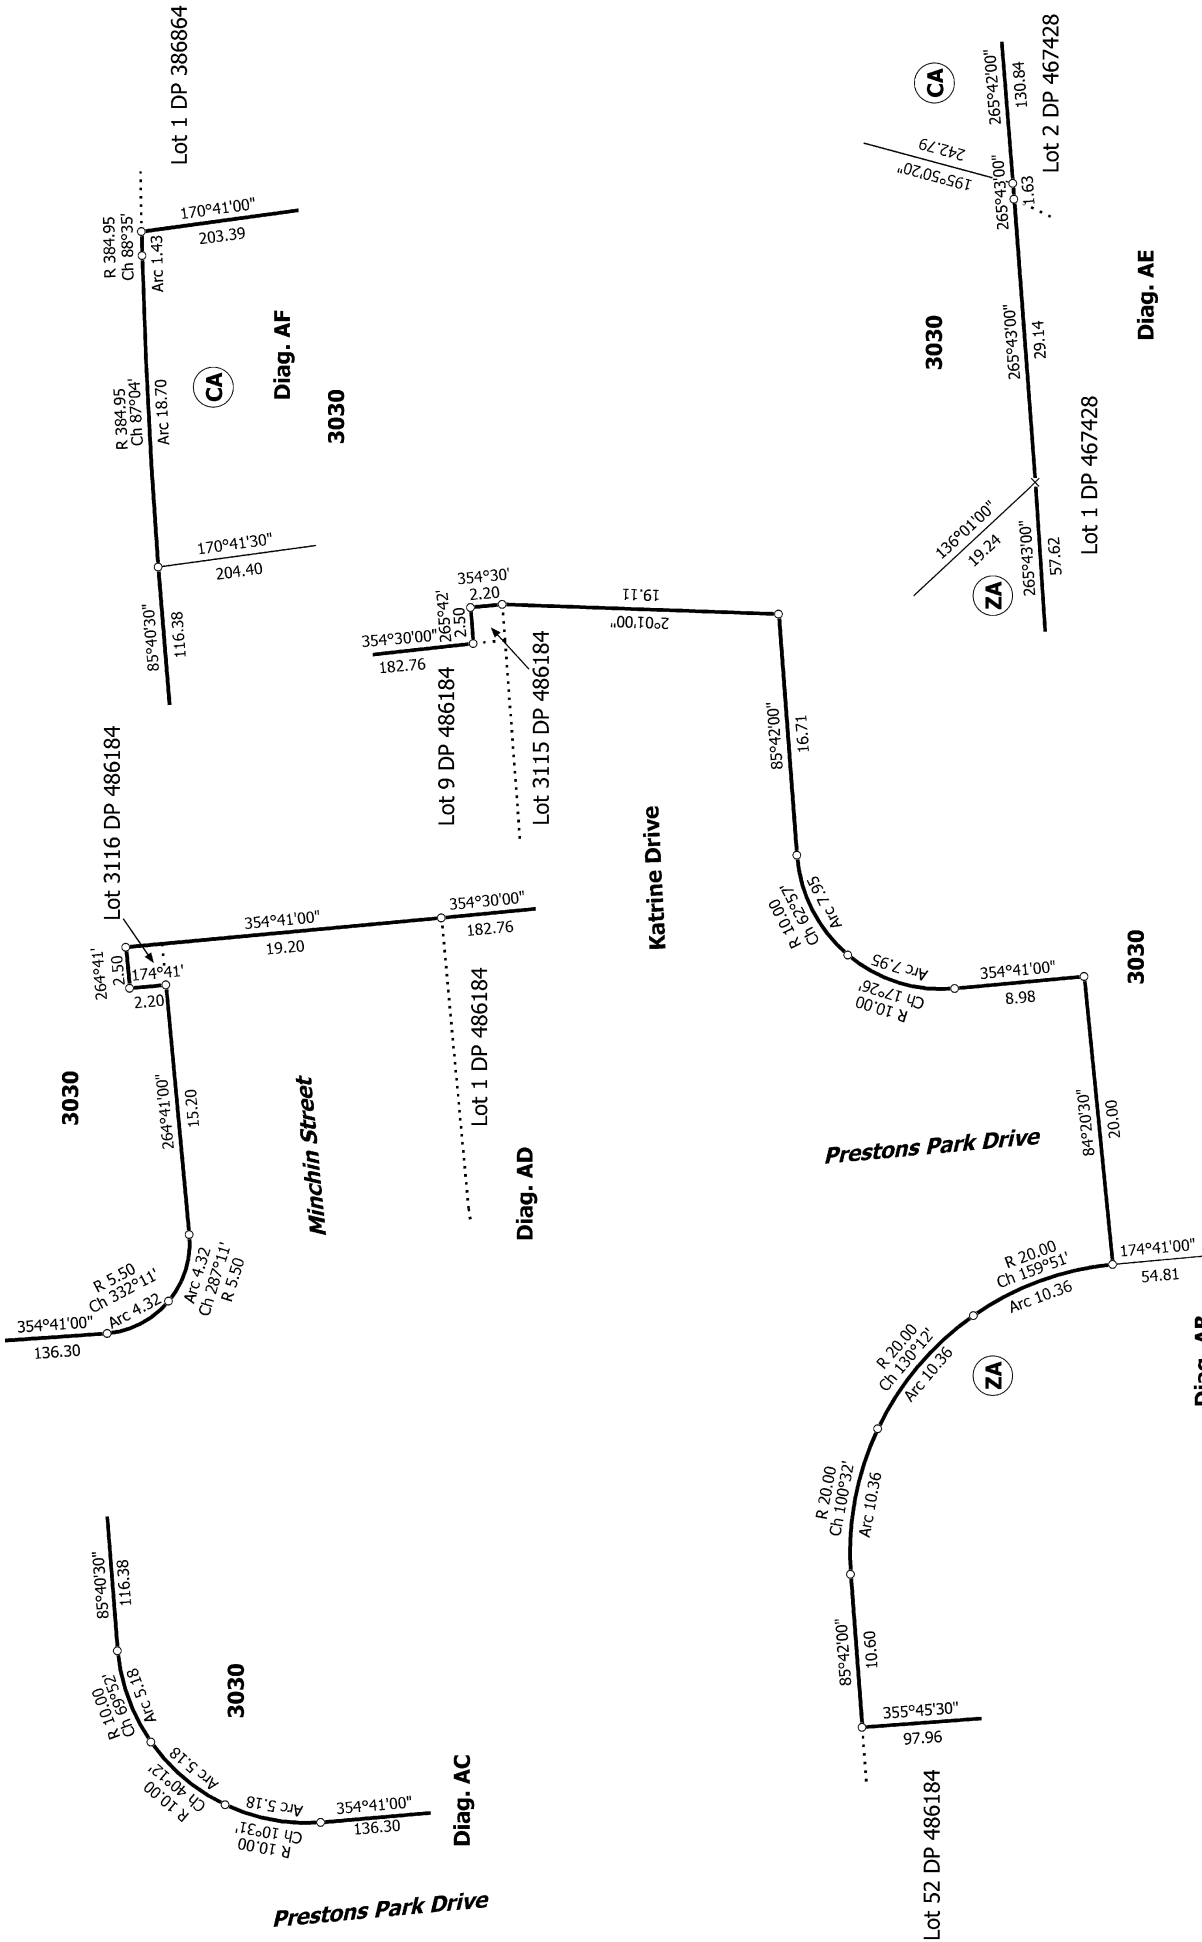 Lot 1 DP 386864
R 384.95
Ch 88°35'
Arc 1.43
170°41'00"
203.39
R 384.95
Ch 87°04'
Arc 18.70
CA
Diag. AF
3030
170°41'30"
204.40
85°40'30"
116.38
Lot 3116 DP 486184
264°41'
2.50
174°41'
2.20
354°41'00"
19.20
354°30'00"
182.76
3030
264°41'00"
15.20
Minchin Street
Lot 1 DP 486184
Diag. AD
R 5.50
Ch 332°11'
Arc 4.32
Arc 4.32
Ch 287°11'
R 5.50
354°41'00"
136.30
85°40'30"
116.38
R 10.00
Ch 69°52'
Arc 5.18
R 10.00
Ch 40°12'
Arc 5.18
R 10.00
Ch 10°31'
Arc 5.18
354°41'00"
136.30
3030
Diag. AC
Prestons Park Drive
CA
265°42'00"
130.84
Lot 2 DP 467428
195°50'20"
242.79
265°43'00"
1.63
3030
265°43'00"
29.14
Diag. AE
136°01'00"
19.24
ZA
265°43'00"
57.62
Lot 1 DP 467428
354°30'00"
182.76
265°42'
2.50
354°30'
2.20
Lot 9 DP 486184
Lot 3115 DP 486184
2°01'00"
19.11
Katrine Drive
85°42'00"
16.71
R 10.00
Ch 62°57'
Arc 7.95
R 10.00
Ch 17°26'
Arc 7.95
354°41'00"
8.98
3030
Prestons Park Drive
84°20'30"
20.00
174°41'00"
54.81
R 20.00
Ch 159°51'
Arc 10.36
R 20.00
Ch 130°12'
Arc 10.36
ZA
R 20.00
Ch 100°32'
Arc 10.36
85°42'00"
10.60
355°45'30"
97.96
Lot 52 DP 486184